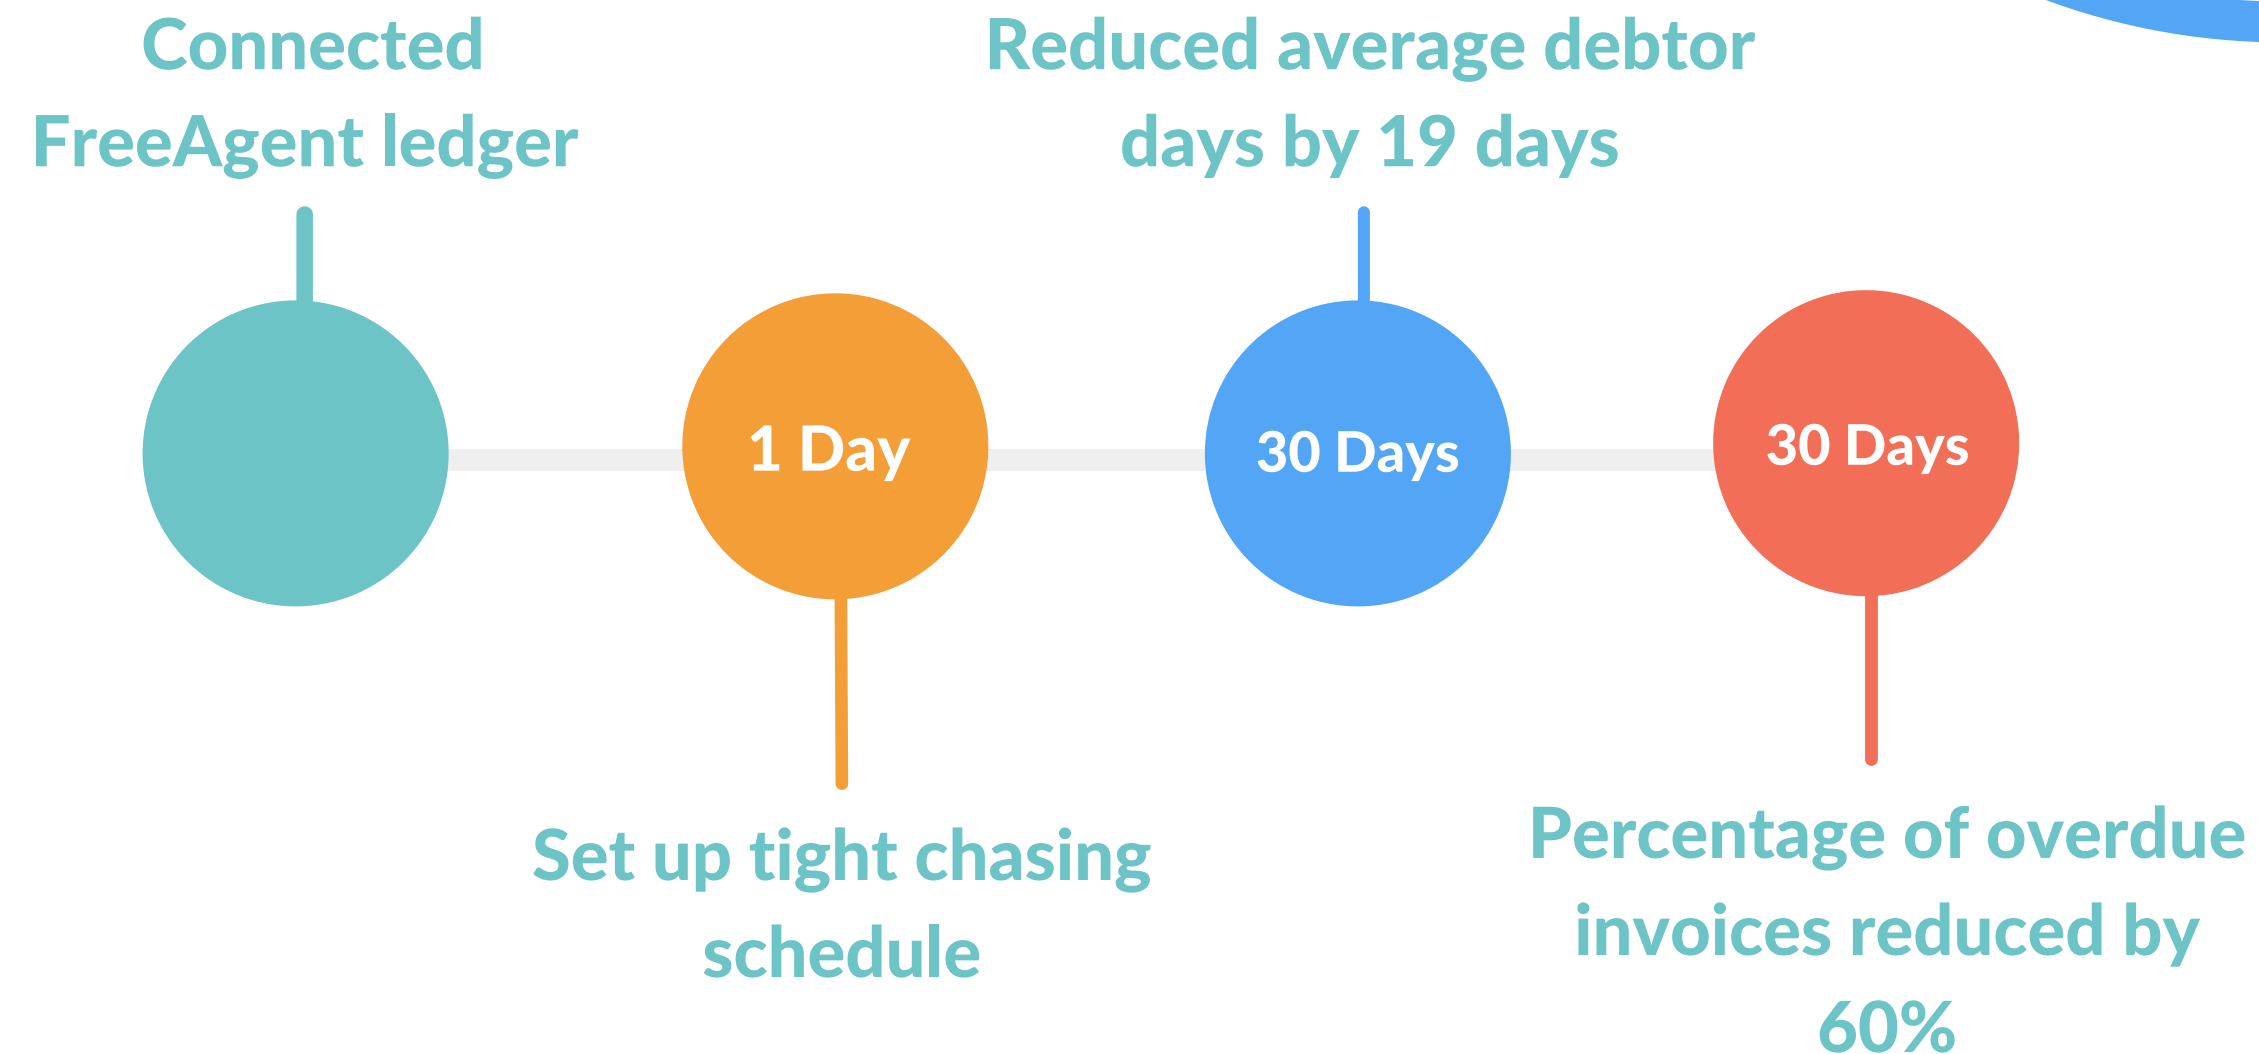 Connected
FreeAgent ledger
Reduced average debtor
days by 19 days
1 Day
30 Days
30 Days
Set up tight chasing
schedule
Percentage of overdue
invoices reduced by
60%